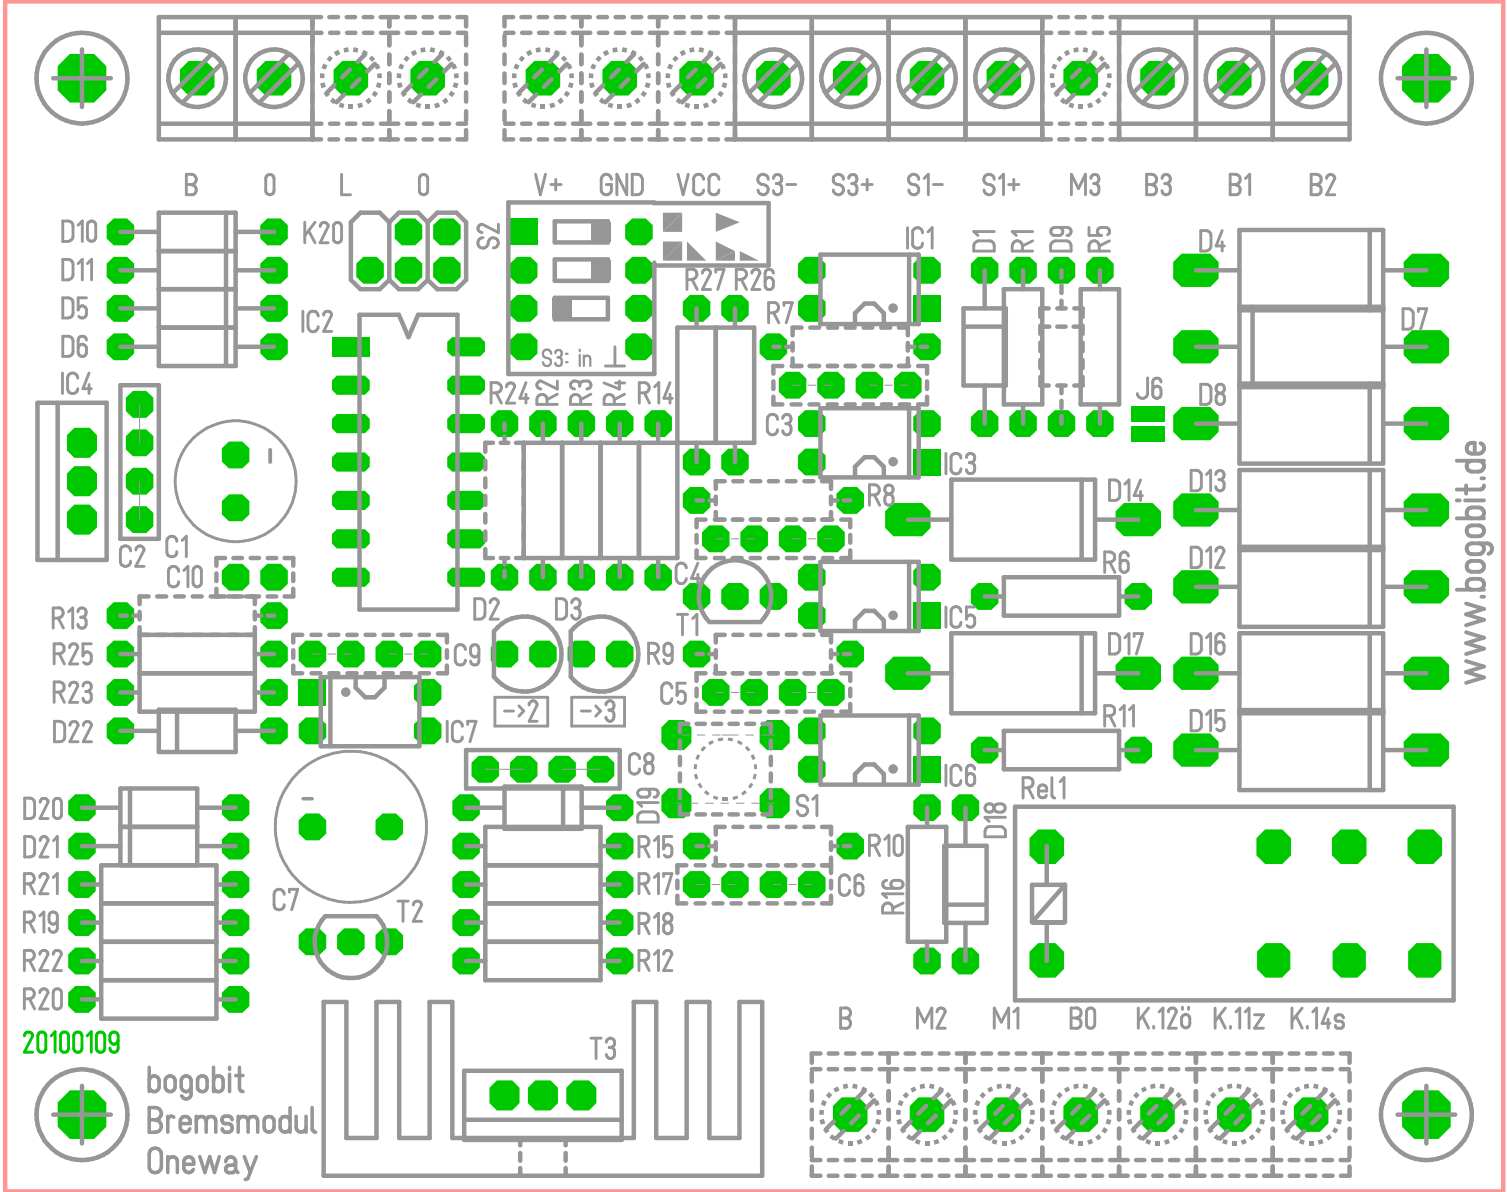 B O L O V+ GND VCC S3- S3+ S1- S1+ M3 B3 B1 B2
D10 K20 S2 IC1 D1 R1 D9 R5 D4
D11
R27 R26
D5 IC2 R7 D7
D6 S3: in ⊥
IC4 R24 R2 R3 R4 R14 J6 D8
C3
IC3
D14 D13
R8
C2 C1
C10 C4 R6 D12
R13 D2 D3 T1 IC5
R25 C9 R9 D17 D16
R23 C5
D22 IC7 ->2 ->3 R11 D15
C8 IC6
Rel1
D20 D19 S1 D18
D21 R15 R10
R21 R17 C6 R16
C7 T2
R19 R18
R22 R12
R20
B M2 M1 B0 K.12ö K.11z K.14s
20100109
T3
bogobit
Bremsmodul
Oneway
www.bogobit.de